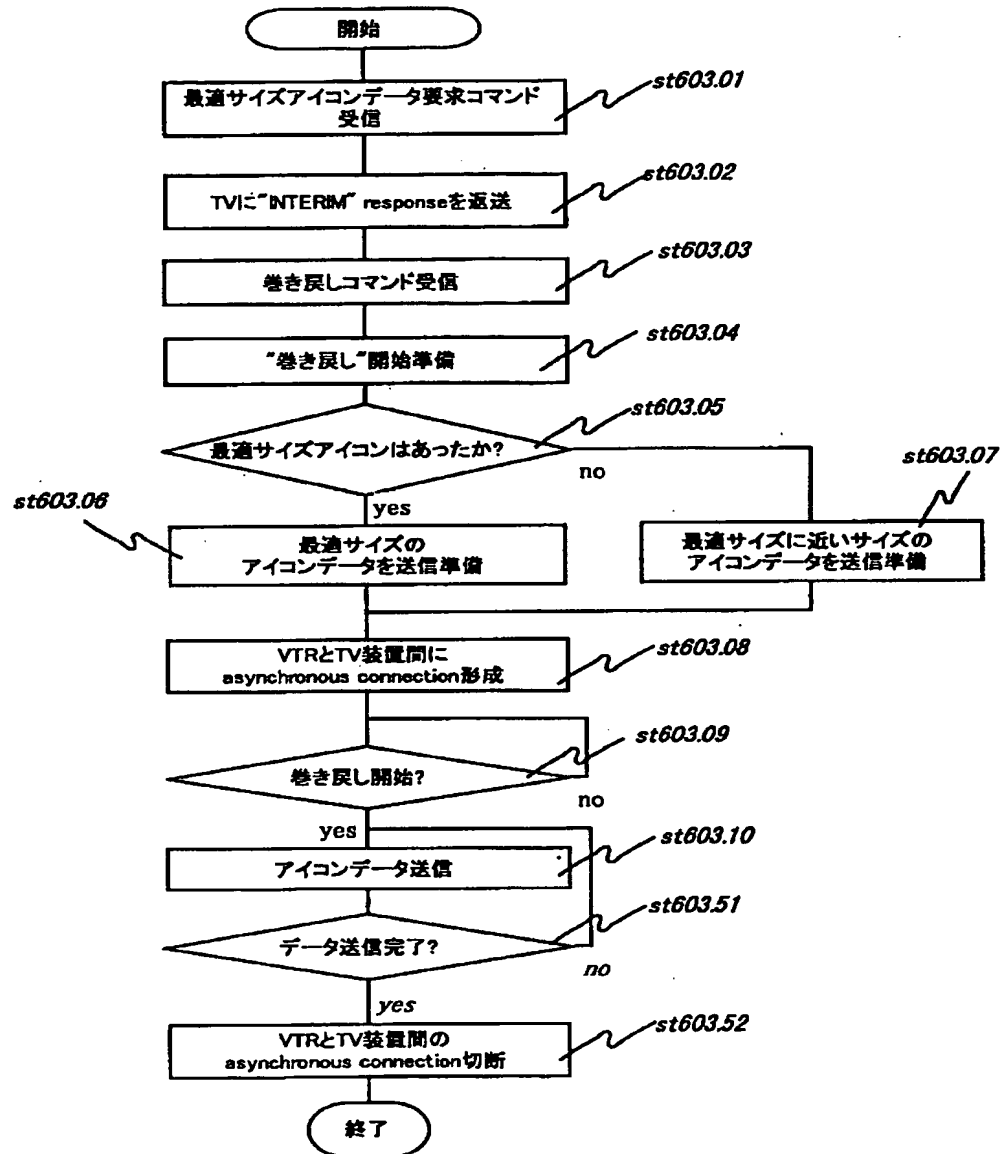 開始
最適サイズアイコンデータ要求コマンド
受信
st603.01
TVに"INTERIM" responseを返送
st603.02
巻き戻しコマンド受信
st603.03
"巻き戻し"開始準備
st603.04
最適サイズアイコンはあったか?
st603.05
no
yes
st603.06
最適サイズの
アイコンデータを送信準備
st603.07
最適サイズに近いサイズの
アイコンデータを送信準備
VTRとTV装置間に
asynchronous connection形成
st603.08
巻き戻し開始?
st603.09
no
yes
アイコンデータ送信
st603.10
データ送信完了?
st603.51
no
yes
VTRとTV装置間の
asynchronous connection切断
st603.52
終了